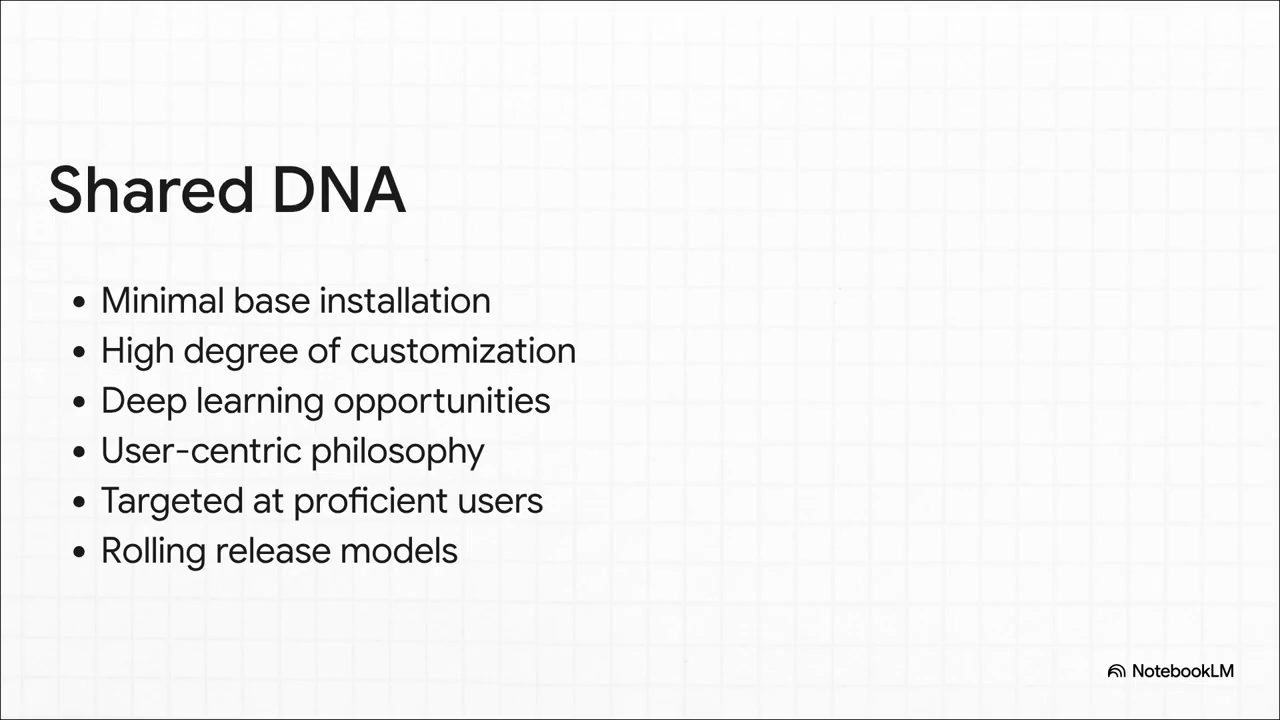 Shared DNA
• Minimal base installation
• High degree of customization
• Deep learning opportunities
• User-centric philosophy
• Targeted at proficient users
• Rolling release models
NotebookLM